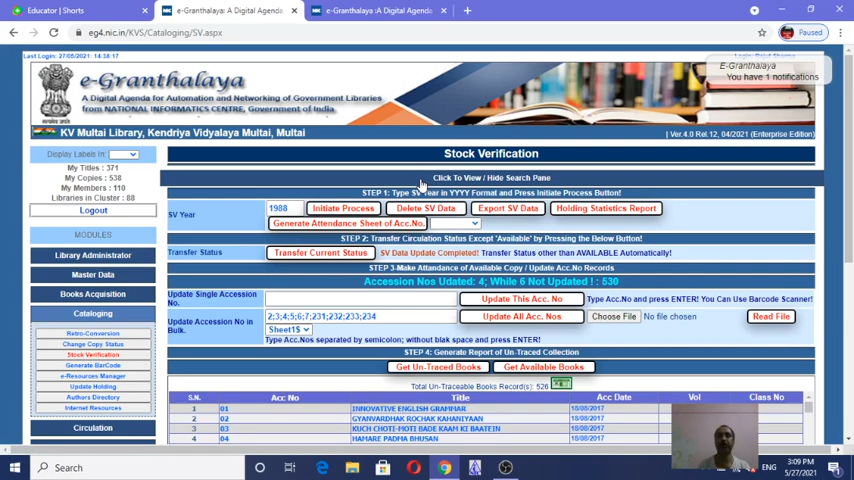 Educator | Shorts
e-Granthalaya: A Digital Agenda
e-Granthalaya :A Digital Agenda
eg4.nic.in/KVS/Cataloging/SV.aspx
Paused
Last Login: 27/05/2021 - 14:38:17
e-Granthalaya
A Digital Agenda for Automation and Networking of Government Libraries
from NATIONAL INFORMATICS CENTRE, Government of India
E-Granthalaya
You have 1 notifications
KV Multai Library, Kendriya Vidyalaya Multai, Multai
| Ver.4.0 Rel.12, 04/2021 (Enterprise Edition)
Display Labels In:
My Titles : 371
My Copies : 538
My Members : 110
Libraries in Cluster : 88
Logout
MODULES
Library Administrator
Master Data
Books Acquisition
Cataloging
Retro-Conversion
Change Copy Status
Stock Verification
Generate BarCode
e-Resources Manager
Update Holding
Authors Directory
Internet Resources
Circulation
Stock Verification
Click To View / Hide Search Pane
STEP 1: Type SV Year in YYYY Format and Press Initiate Process Button!
SV Year
1988
Initiate Process
Delete SV Data
Export SV Data
Holding Statistics Report
Generate Attendance Sheet of Acc.No.
STEP 2: Transfer Circulation Status Except 'Available' by Pressing the Below Button!
Transfer Status
Transfer Current Status
SV Data Update Completed! Transfer Status other than AVAILABLE Automatically!
STEP 3-Make Attandance of Available Copy / Update Acc.No Records
Accession Nos Udated: 4; While 6 Not Updated ! : 530
Update Single Accession No.
Update This Acc. No
Type Acc.No and press ENTER! You Can Use Barcode Scanner!
Update Accession No in Bulk.
2;3;4;5;6;7;231;232;233;234
Update All Acc. Nos
Choose File
No file chosen
Read File
Sheet1$
Type Acc.Nos separated by semicolon; without blak space and press ENTER!
STEP 4: Generate Report of Un-Traced Collection
Get Un-Traced Books
Get Available Books
Total Un-Traceable Books Record(s): 526
S.N. Acc No Title Acc Date Vol Class No
1 01 INNOVATIVE ENGLISH GRAMMAR 18/08/2017
2 02 GYANVARDHAK ROCHAK KAHANIYAAN 18/08/2017
3 03 KUCH CHOTI-MOTI BADE KAAM KI BAATEIN 18/08/2017
4 04 HAMARE PADMA BHUSAN 18/08/2017
Search
ENG
3:09 PM
5/27/2021